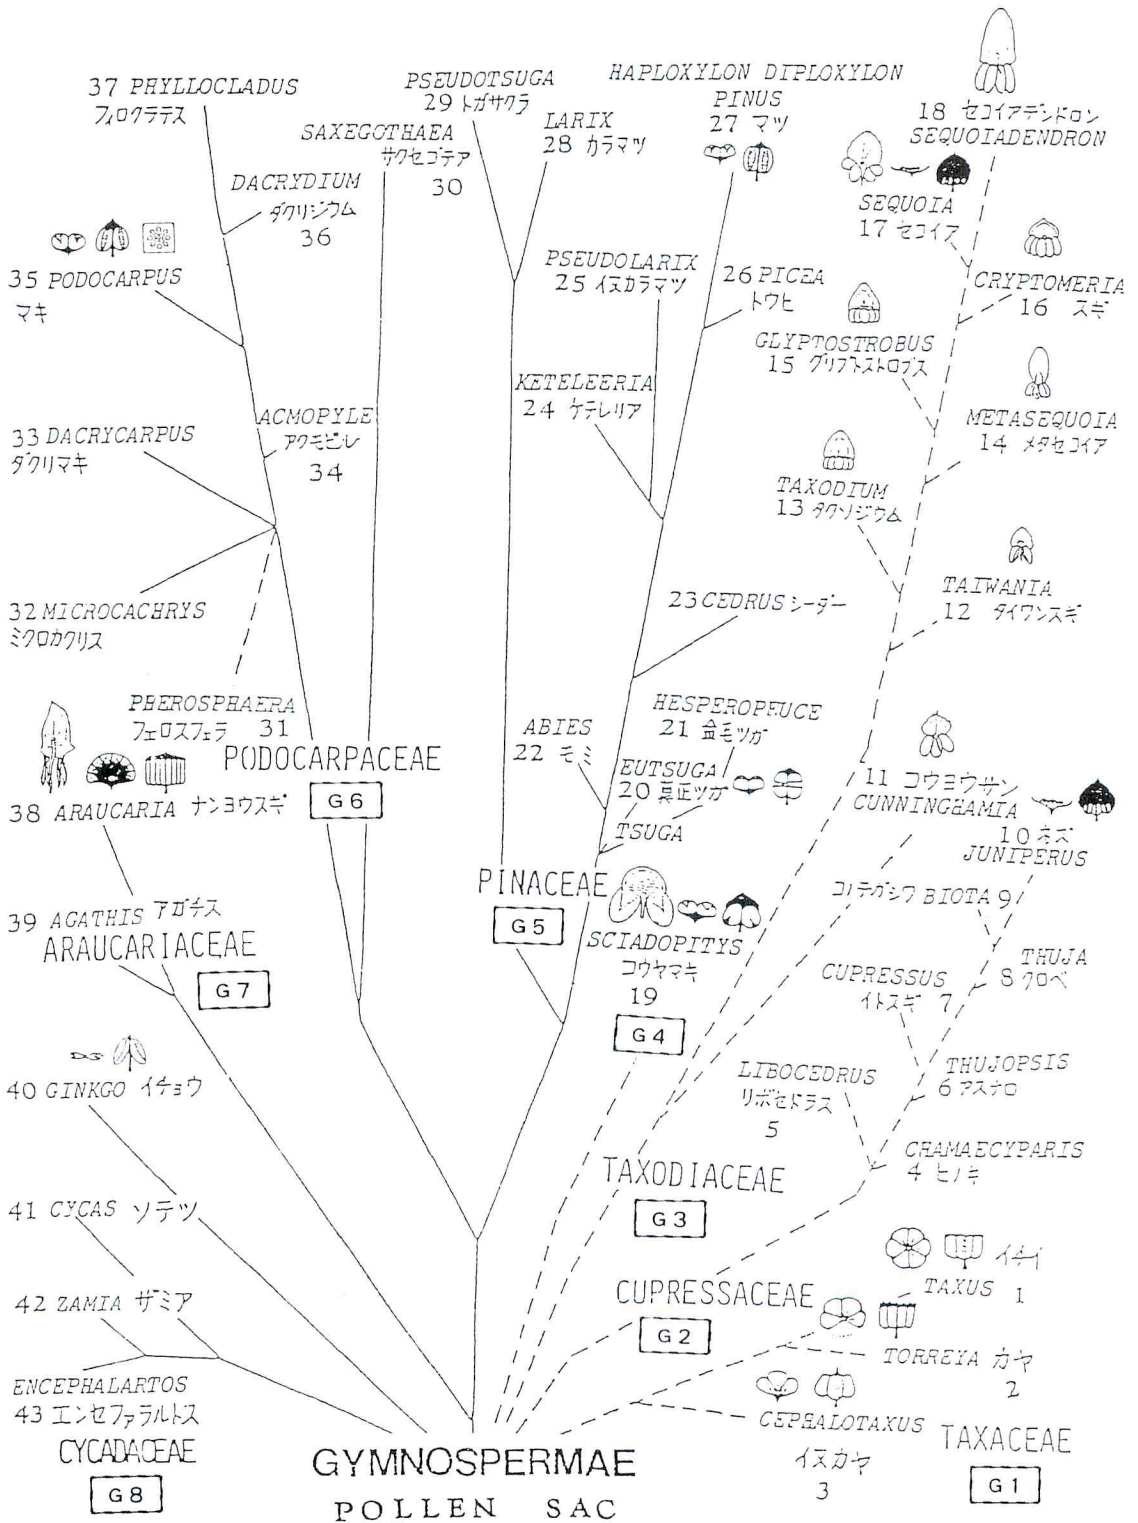 37 PHYLLOCLADUS
フィロクラデス
SAXEGOTHAEA
サクセゴテア
30
PSEUDOTSUGA
29 トガサクラ
LARIX
28 カラマツ
HAPLOXYLON DIPLOXYLON
PINUS
27 マツ
18 セコイアデンドロン
SEQUOIADENDRON
DACRYDIUM
ダクリジウム
36
SEQUOIA
17 セコイア
35 PODOCARPUS
マキ
PSEUDOLARIX
25 イヌカラマツ
26 PICEA
トウヒ
CRYPTOMERIA
16 スギ
GLYPTOSTROBUS
15 グリプトストロブス
KETELEERIA
24 ケテレリア
METASEQUOIA
14 メタセコイア
33 DACRYCARPUS
ダクリマキ
ACMOPYLE
アクモピレ
34
TAXODIUM
13 タクソジウム
32 MICROCACHRYS
ミクロカクリス
23 CEDRUS シーダー
TAIWANIA
12 タイワンスギ
PHEROSPHAERA
フェロスフェラ 31
ABIES
22 モミ
HESPEROPEUCE
21 益毛ツガ
EUTSUGA
20 真正ツガ
TSUGA
11 コウヨウサン
CUNNINGHAMIA
10 ネズ
JUNIPERUS
PODOCARPACEAE
G6
38 ARAUCARIA ナンヨウスギ
PINACEAE
G5
コノテガシワ BIOTA 9
39 AGATHIS アガチス
ARAUCARIACEAE
G7
SCIADOPITYS
コウヤマキ
19
G4
CUPRESSUS
イトスギ 7
THUJA
8 クロベ
40 GINKGO イチョウ
LIBOCEDRUS
リボセドラス
5
THUJOPSIS
6 アスナロ
CHAMAECYPARIS
4 ヒノキ
TAXODIACEAE
G3
41 CYCAS ソテツ
イチイ
TAXUS 1
42 ZAMIA ザミア
CUPRESSACEAE
G2
TORREYA カヤ
2
ENCEPHALARTOS
43 エンセファラルトス
CYCADACEAE
G8
CEPHALOTAXUS
イヌカヤ
3
TAXACEAE
G1
GYMNOSPERMAE
POLLEN SAC